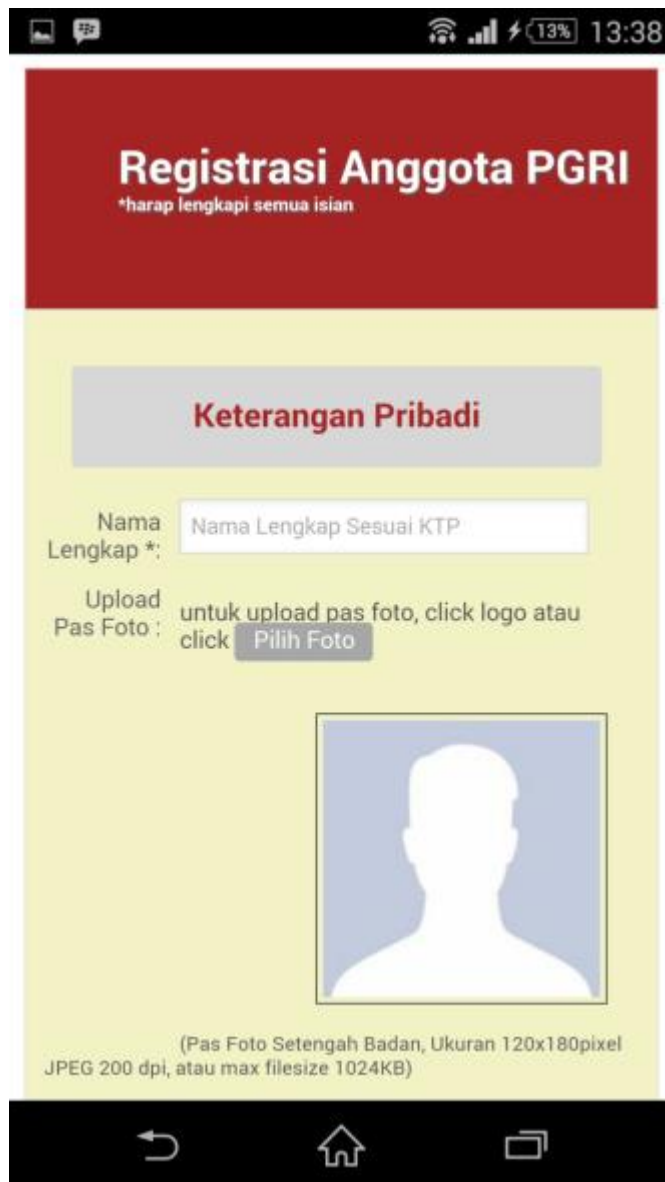 13% 13:38
Registrasi Anggota PGRI
*harap lengkapi semua isian
Keterangan Pribadi
Nama
Lengkap *:
Nama Lengkap Sesuai KTP
Upload
Pas Foto :
untuk upload pas foto, click logo atau
click Pilih Foto
(Pas Foto Setengah Badan, Ukuran 120x180pixel
JPEG 200 dpi, atau max filesize 1024KB)